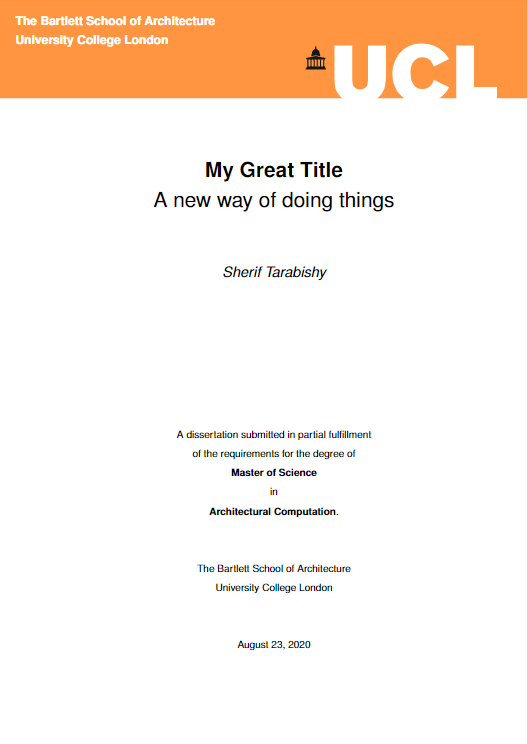 The Bartlett School of Architecture
University College London
UCL
My Great Title
A new way of doing things
Sherif Tarabishy
A dissertation submitted in partial fulfillment
of the requirements for the degree of
Master of Science
in
Architectural Computation.
The Bartlett School of Architecture
University College London
August 23, 2020